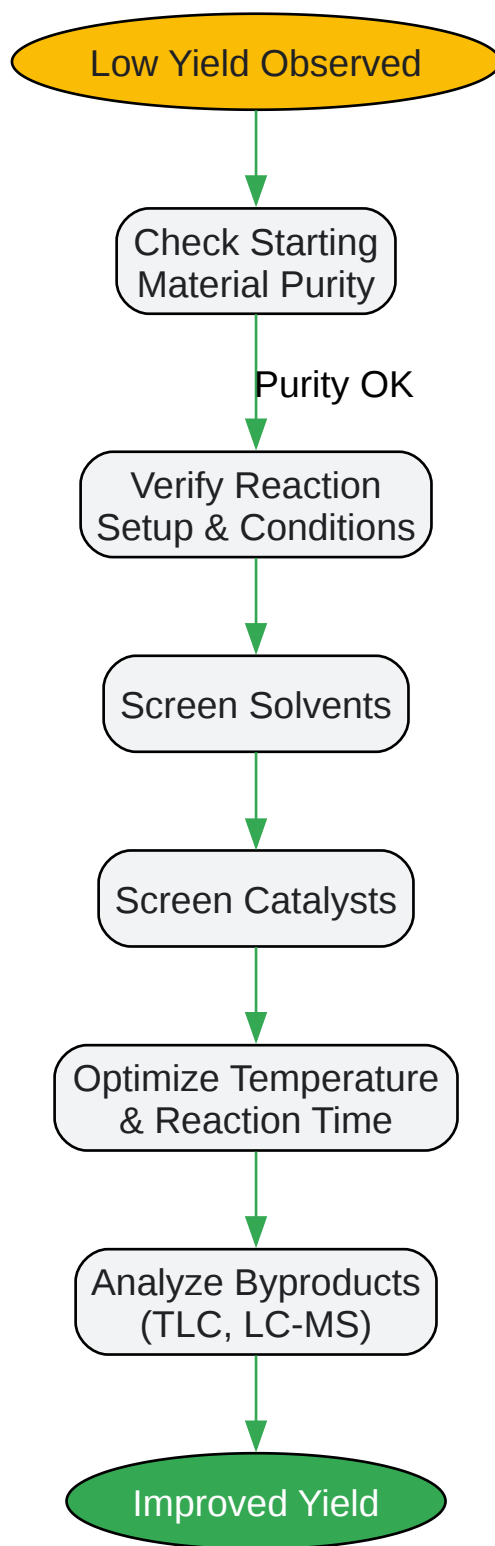 Low Yield Observed
Check Starting
Material Purity
Purity OK
Verify Reaction
Setup & Conditions
Screen Solvents
Screen Catalysts
Optimize Temperature
& Reaction Time
Analyze Byproducts
(TLC, LC-MS)
Improved Yield